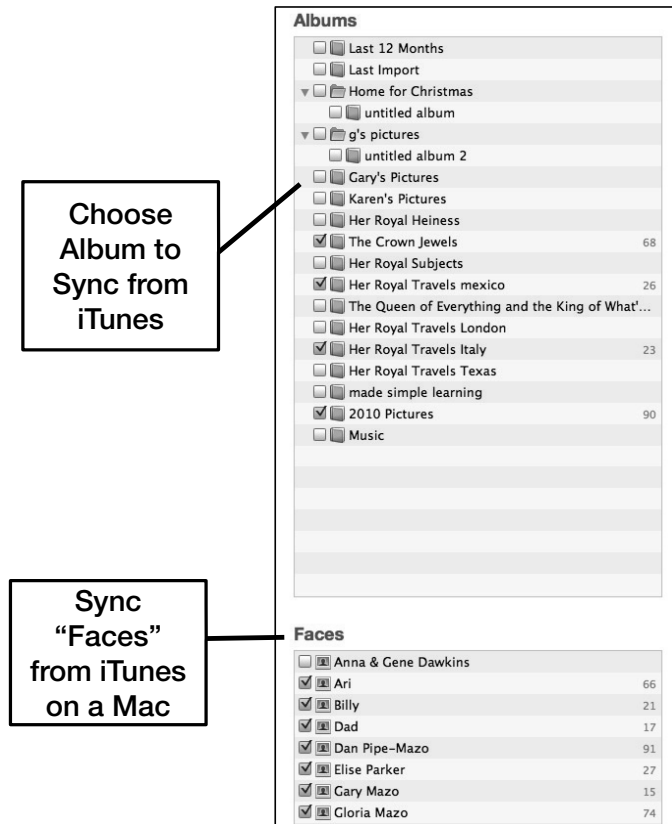 Albums
Last 12 Months
Last Import
Home for Christmas
untitled album
g's pictures
untitled album 2
Gary's Pictures
Karen's Pictures
Her Royal Heiness
The Crown Jewels 68
Her Royal Subjects
Her Royal Travels mexico 26
The Queen of Everything and the King of What'...
Her Royal Travels London
Her Royal Travels Italy 23
Her Royal Travels Texas
made simple learning
2010 Pictures 90
Music
Choose
Album to
Sync from
iTunes
Faces
Anna & Gene Dawkins
Ari 66
Billy 21
Dad 17
Dan Pipe-Mazo 91
Elise Parker 27
Gary Mazo 15
Gloria Mazo 74
Sync
“Faces”
from iTunes
on a Mac